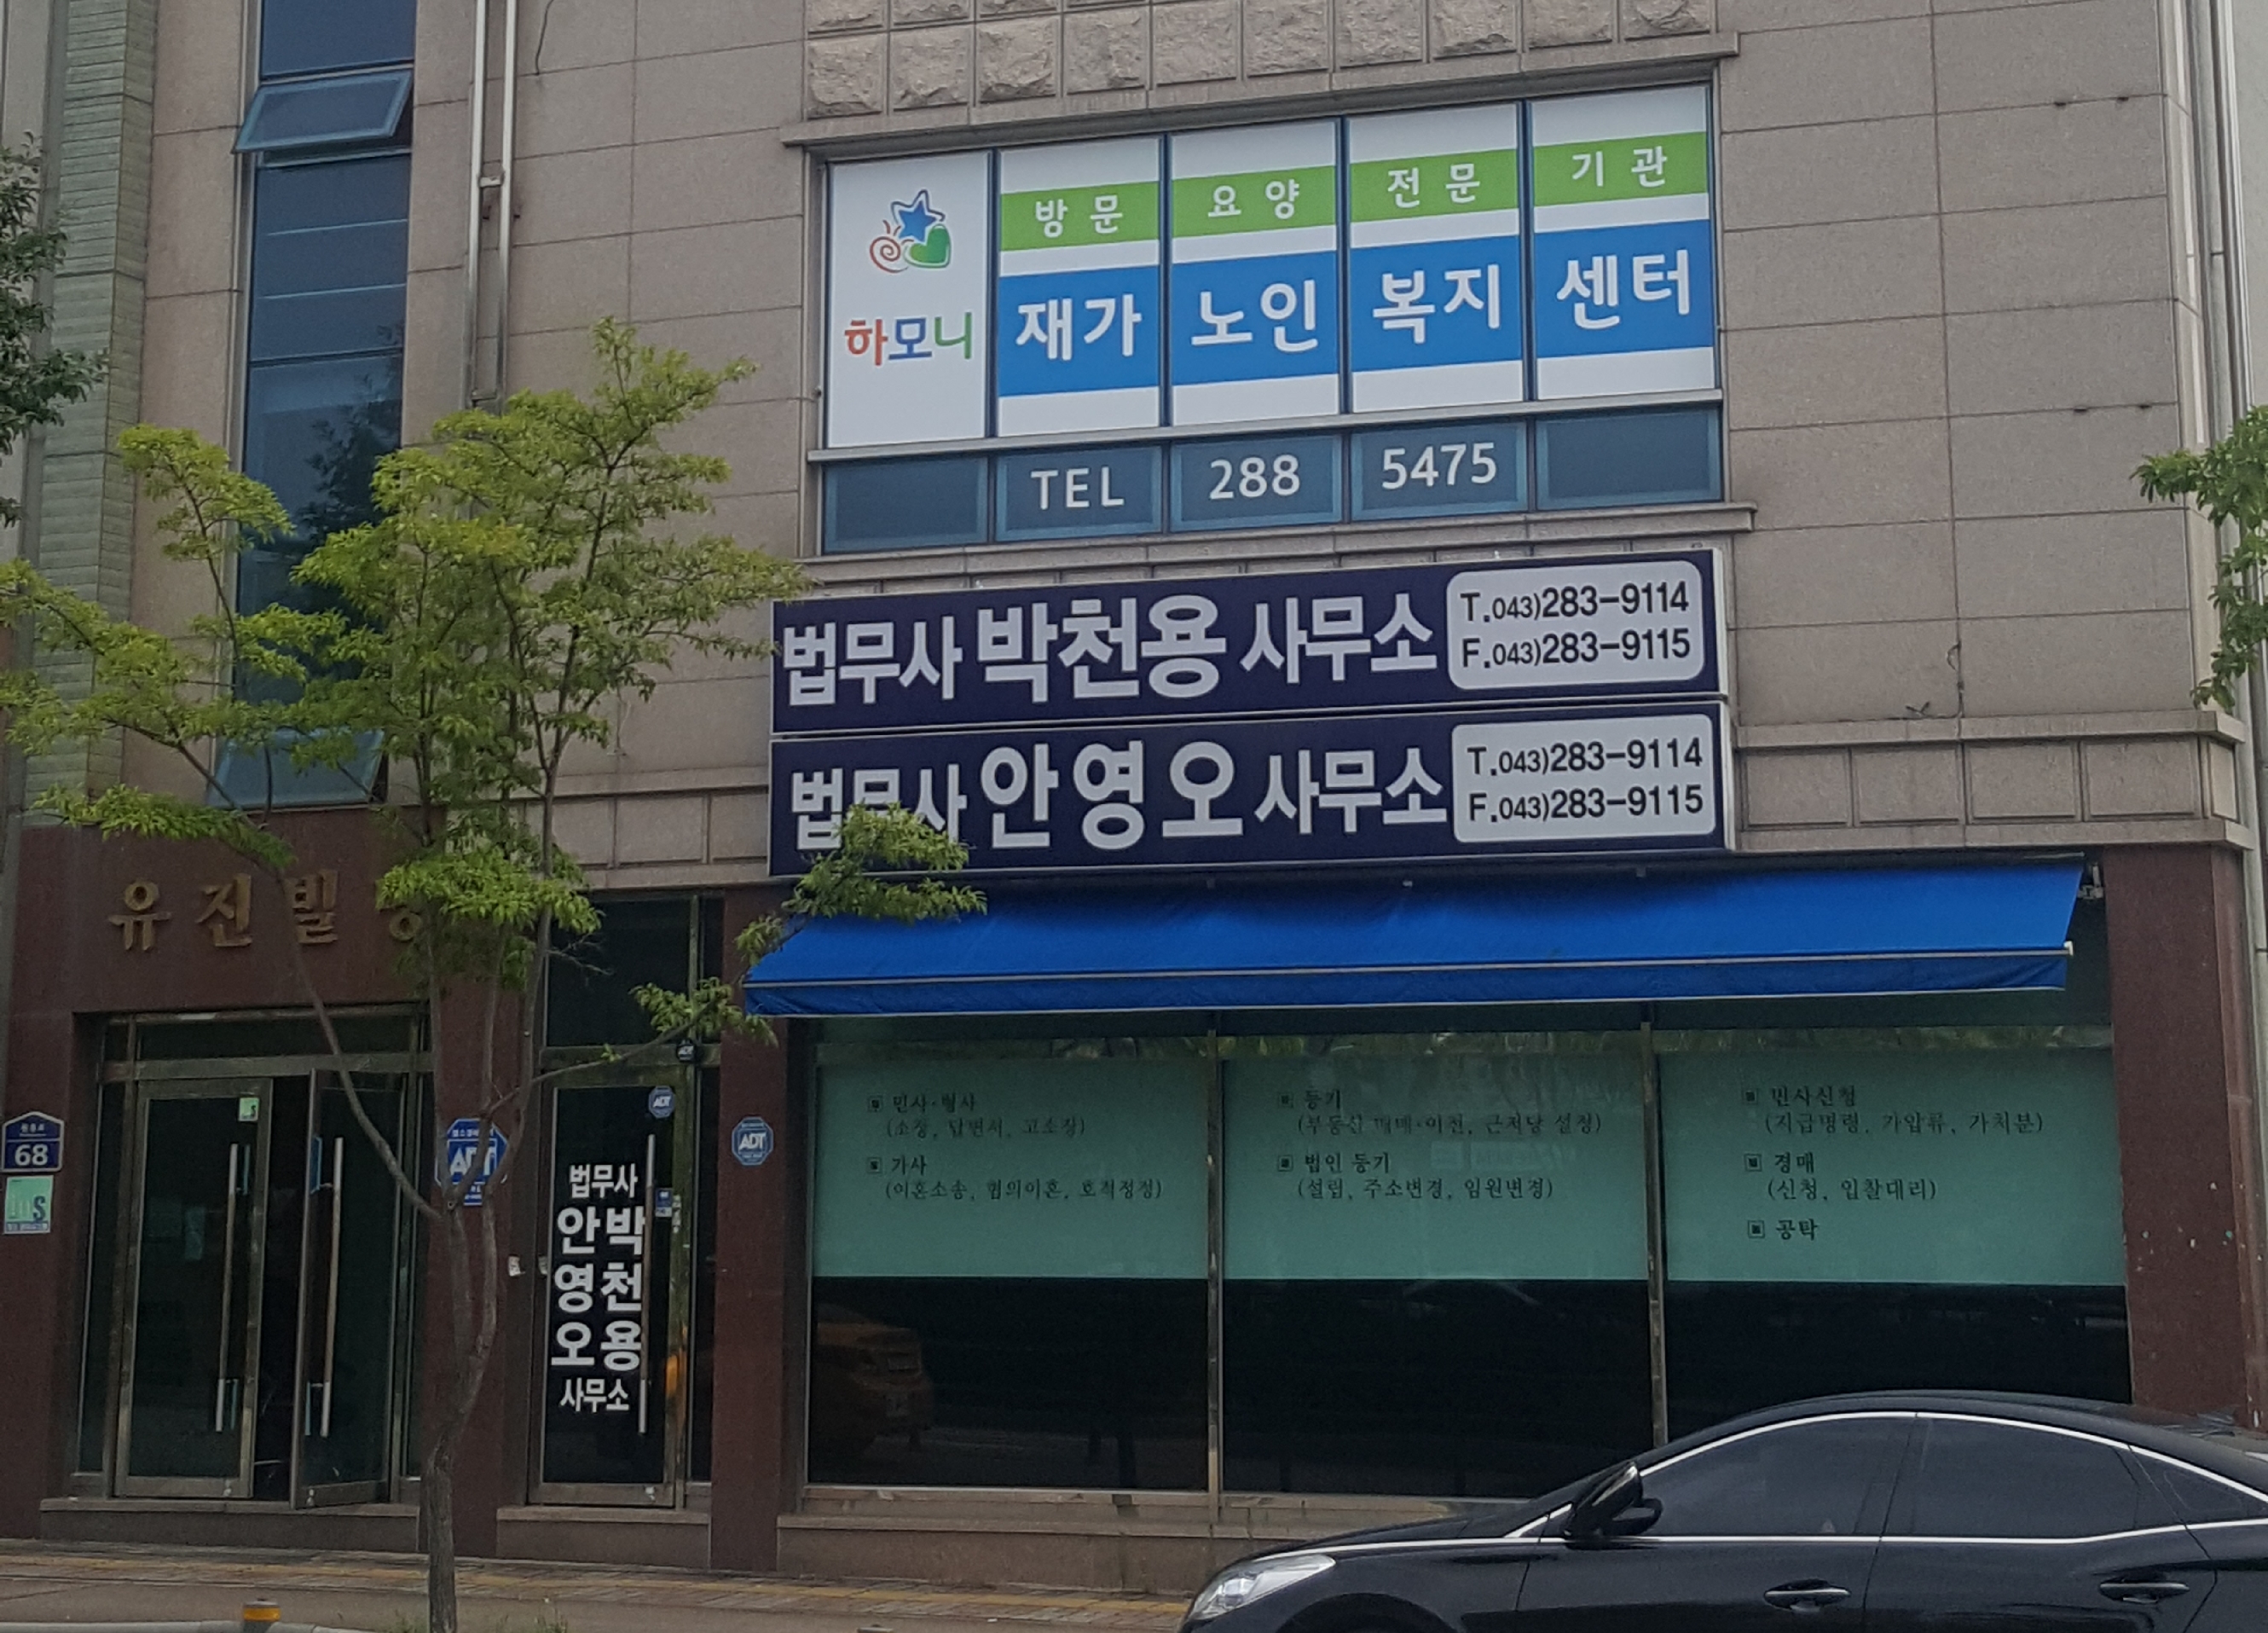 방문 요양 전문 기관
하모니 재가 노인 복지 센터
TEL 288 5475
법무사 박천용 사무소
T.043)283-9114
F.043)283-9115
법무사 안영오 사무소
T.043)283-9114
F.043)283-9115
유진빌딩
민사·형사
(소장, 답변서, 고소장)
가사
(이혼소송, 협의이혼, 호적정정)
등기
(부동산 매매·이전, 근저당 설정)
법인 등기
(설립, 주소변경, 임원변경)
민사신청
(지급명령, 가압류, 가처분)
경매
(신청, 입찰대리)
공탁
68
ADT
ADT
ADT
ADT
법무사
안 박
영 천
오 용
사무소